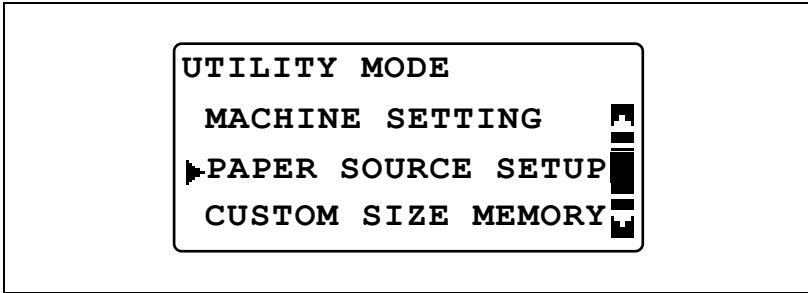 UTILITY MODE
MACHINE SETTING
PAPER SOURCE SETUP
CUSTOM SIZE MEMORY